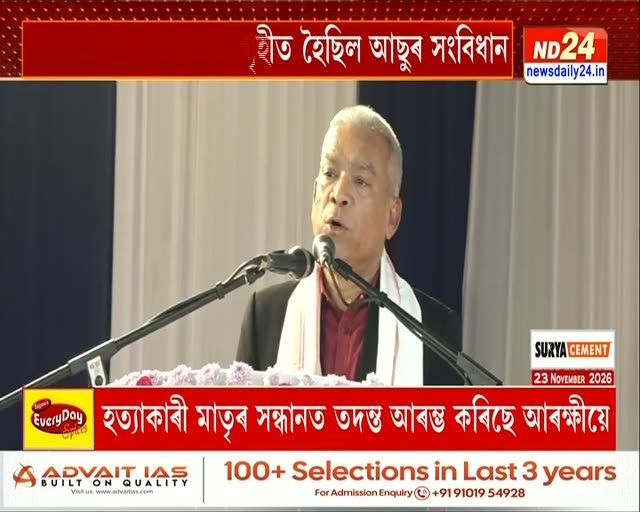 হৈছিল আছুৰ সংবিধান
ND24
newsdaily24.in
SURYA CEMENT
23 NOVEMBER 2026
EveryDay
Spices
হত্যাকাৰী মাতৃৰ সন্ধানত তদন্ত আৰম্ভ কৰিছে আৰক্ষীয়ে
ADVAIT IAS
BUILT ON QUALITY
Visit us: www.advaitias.com
100+ Selections in Last 3 years
For Admission Enquiry +91 91019 54928